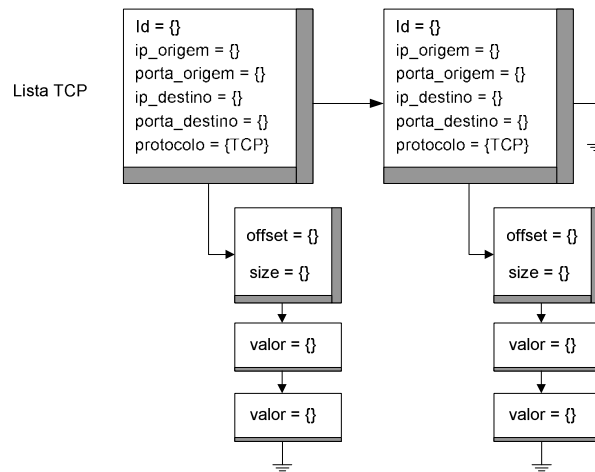 Lista TCP
Id = {}
ip_origem = {}
porta_origem = {}
ip_destino = {}
porta_destino = {}
protocolo = {TCP}
Id = {}
ip_origem = {}
porta_origem = {}
ip_destino = {}
porta_destino = {}
protocolo = {TCP}
offset = {}
size = {}
valor = {}
valor = {}
offset = {}
size = {}
valor = {}
valor = {}